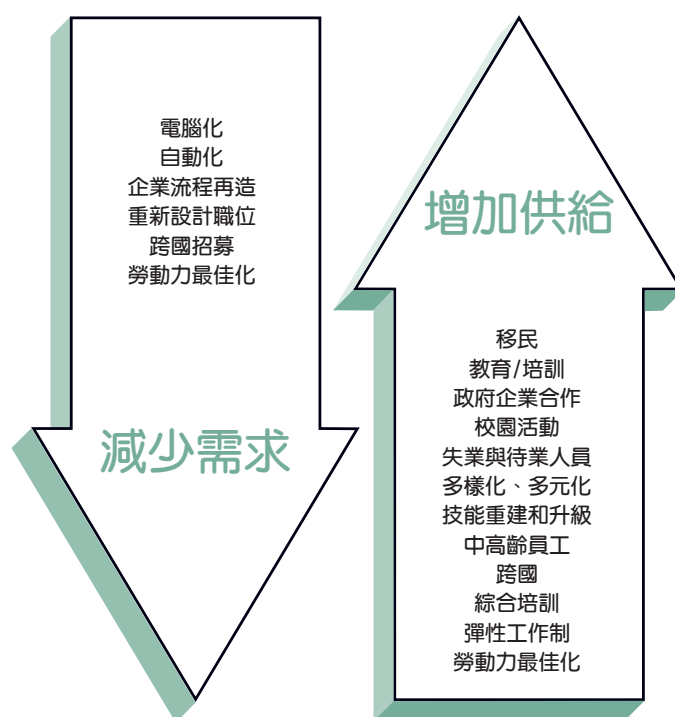 電腦化
自動化
企業流程再造
重新設計職位
跨國招募
勞動力最佳化
減少需求
增加供給
移民
教育/培訓
政府企業合作
校園活動
失業與待業人員
多樣化、多元化
技能重建和升級
中高齡員工
跨國
綜合培訓
彈性工作制
勞動力最佳化